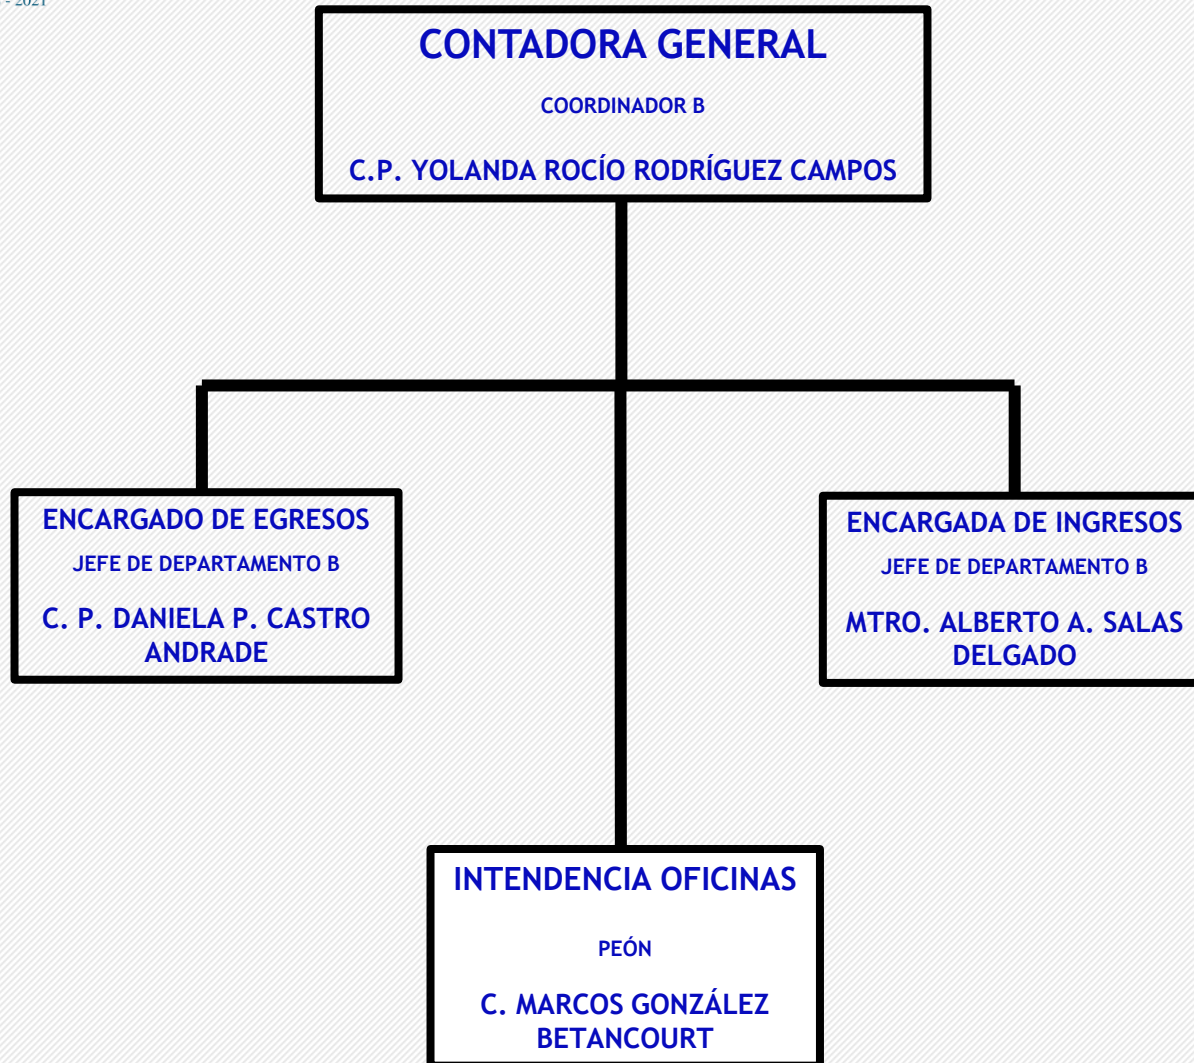 - 2021
CONTADORA GENERAL
COORDINADOR B
C.P. YOLANDA ROCÍO RODRÍGUEZ CAMPOS
ENCARGADO DE EGRESOS
JEFE DE DEPARTAMENTO B
C. P. DANIELA P. CASTRO
ANDRADE
ENCARGADA DE INGRESOS
JEFE DE DEPARTAMENTO B
MTRO. ALBERTO A. SALAS
DELGADO
INTENDENCIA OFICINAS
PEÓN
C. MARCOS GONZÁLEZ
BETANCOURT